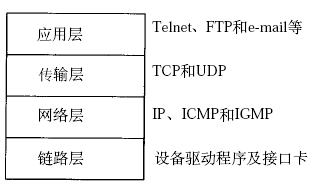 应用层 Telnet、FTP和e-mail等
传输层 TCP和UDP
网络层 IP、ICMP和IGMP
链路层 设备驱动程序及接口卡